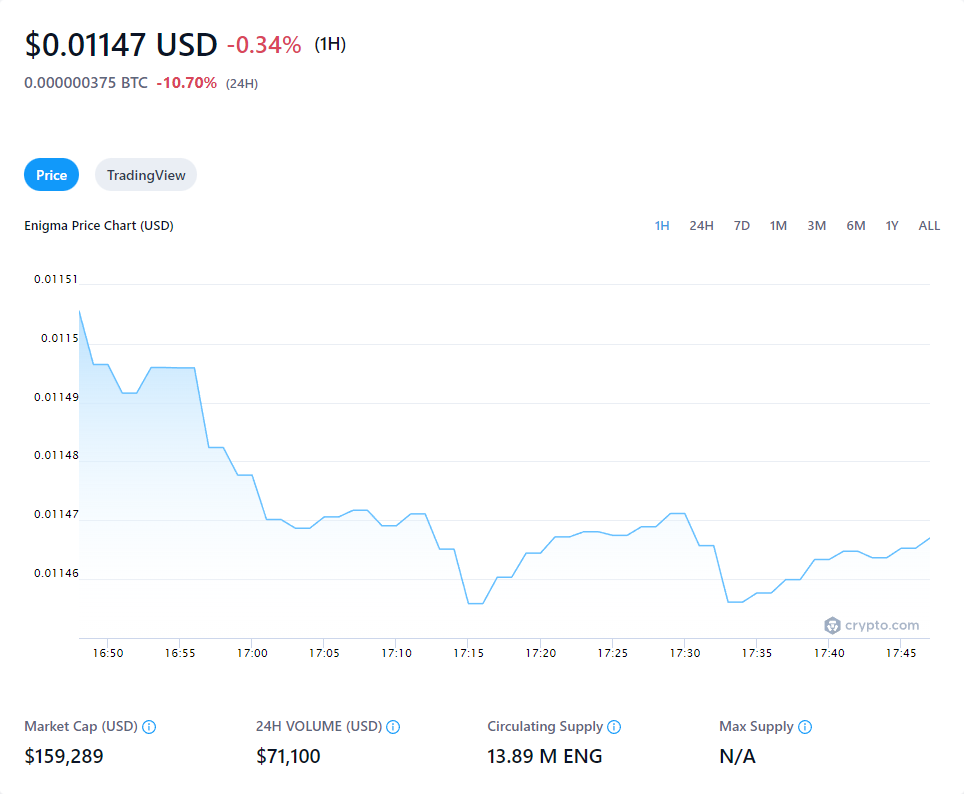 $0.01147 USD -0.34% (1H)
0.000000375 BTC -10.70% (24H)
Price TradingView
Enigma Price Chart (USD) 1H 24H 7D 1M 3M 6M 1Y ALL
0.01151
0.0115
0.01149
0.01148
0.01147
0.01146
crypto.com
16:50 16:55 17:00 17:05 17:10 17:15 17:20 17:25 17:30 17:35 17:40 17:45
Market Cap (USD) 24H VOLUME (USD) Circulating Supply Max Supply
$159,289 $71,100 13.89 M ENG N/A